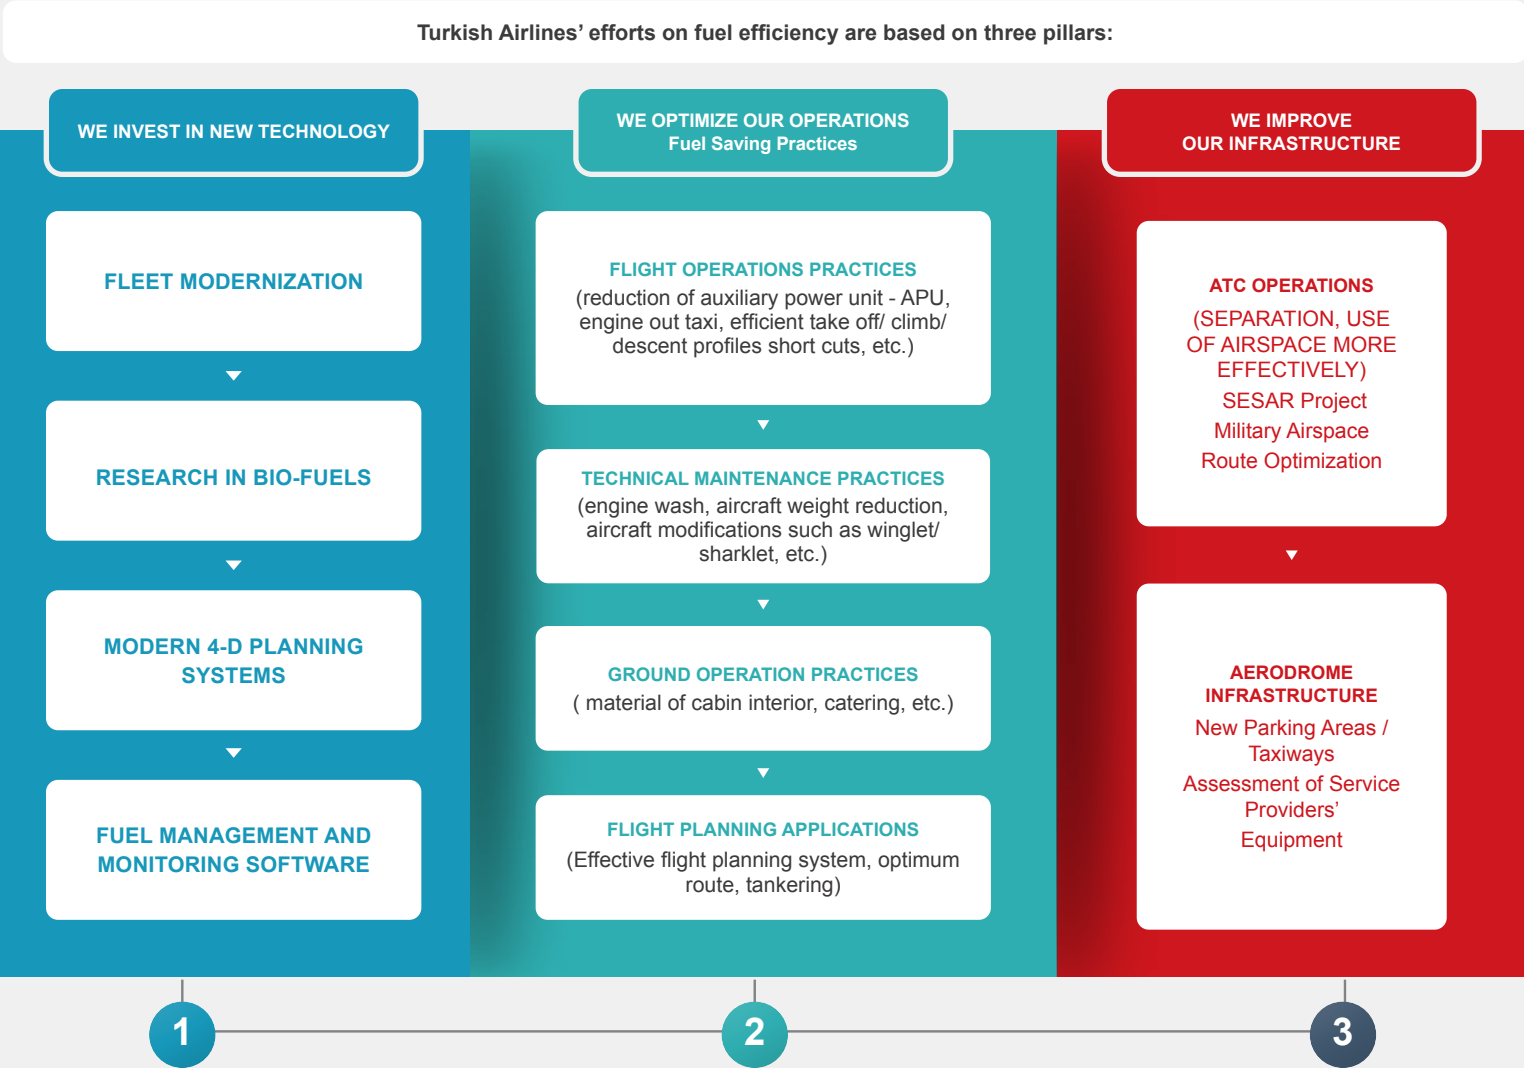 Turkish Airlines’ efforts on fuel efficiency are based on three pillars:
WE INVEST IN NEW TECHNOLOGY
FLEET MODERNIZATION
RESEARCH IN BIO-FUELS
MODERN 4-D PLANNING
SYSTEMS
FUEL MANAGEMENT AND
MONITORING SOFTWARE
1
WE OPTIMIZE OUR OPERATIONS
Fuel Saving Practices
FLIGHT OPERATIONS PRACTICES
(reduction of auxiliary power unit - APU,
engine out taxi, efficient take off/ climb/
descent profiles short cuts, etc.)
TECHNICAL MAINTENANCE PRACTICES
(engine wash, aircraft weight reduction,
aircraft modifications such as winglet/
sharklet, etc.)
GROUND OPERATION PRACTICES
( material of cabin interior, catering, etc.)
FLIGHT PLANNING APPLICATIONS
(Effective flight planning system, optimum
route, tankering)
2
WE IMPROVE
OUR INFRASTRUCTURE
ATC OPERATIONS
(SEPARATION, USE
OF AIRSPACE MORE
EFFECTIVELY)
SESAR Project
Military Airspace
Route Optimization
AERODROME
INFRASTRUCTURE
New Parking Areas /
Taxiways
Assessment of Service
Providers’
Equipment
3